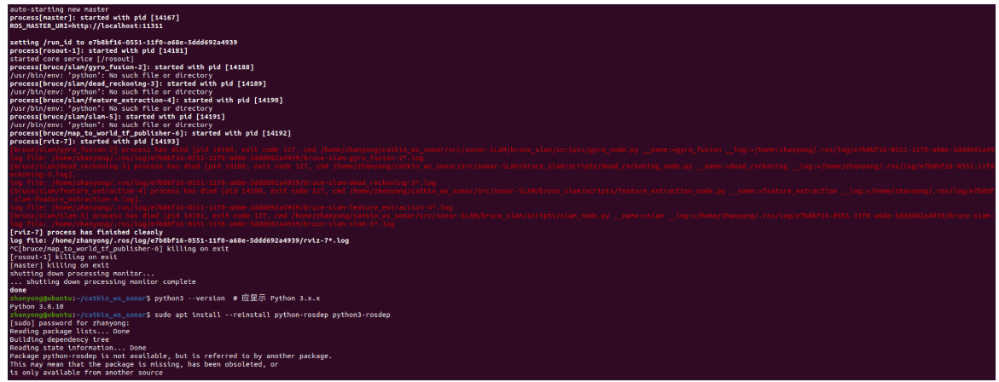 auto-starting new master
process[master]: started with pid [14167]
ROS_MASTER_URI=http://localhost:11311
setting /run_id to e7b8bf16-0551-11f0-a68e-5ddd692a4939
process[rosout-1]: started with pid [14181]
started core service [/rosout]
process[bruce/slam/gyro_fusion-2]: started with pid [14188]
/usr/bin/env: ‘python’: No such file or directory
process[bruce/slam/dead_reckoning-3]: started with pid [14189]
/usr/bin/env: ‘python’: No such file or directory
process[bruce/slam/feature_extraction-4]: started with pid [14190]
/usr/bin/env: ‘python’: No such file or directory
process[bruce/slam/slam-5]: started with pid [14191]
/usr/bin/env: ‘python’: No such file or directory
process[bruce/map_to_world_tf_publisher-6]: started with pid [14192]
process[rviz-7]: started with pid [14193]
[bruce/slam/gyro_fusion-2] process has died [pid 14188, exit code 127, cmd /home/zhanyong/catkin_ws_sonar/src/sonar-SLAM/bruce_slam/scripts/gyro_node.py __name:=gyro_fusion __log:=/home/zhanyong/.ros/log/e7b8bf16-0551-11f0-a68e-5ddd692a49
log file: /home/zhanyong/.ros/log/e7b8bf16-0551-11f0-a68e-5ddd692a4939/bruce-slam-gyro_fusion-2*.log
[bruce/slam/dead_reckoning-3] process has died [pid 14189, exit code 127, cmd /home/zhanyong/catkin_ws_sonar/src/sonar-SLAM/bruce_slam/scripts/dead_reckoning_node.py __name:=dead_reckoning __log:=/home/zhanyong/.ros/log/e7b8bf16-0551-11f0
eckoning-3.log].
log file: /home/zhanyong/.ros/log/e7b8bf16-0551-11f0-a68e-5ddd692a4939/bruce-slam-dead_reckoning-3*.log
[bruce/slam/feature_extraction-4] process has died [pid 14190, exit code 127, cmd /home/zhanyong/catkin_ws_sonar/src/sonar-SLAM/bruce_slam/scripts/feature_extraction_node.py __name:=feature_extraction __log:=/home/zhanyong/.ros/log/e7b8bf
-slam-feature_extraction-4.log].
log file: /home/zhanyong/.ros/log/e7b8bf16-0551-11f0-a68e-5ddd692a4939/bruce-slam-feature_extraction-4*.log
[bruce/slam/slam-5] process has died [pid 14191, exit code 127, cmd /home/zhanyong/catkin_ws_sonar/src/sonar-SLAM/bruce_slam/scripts/slam_node.py __name:=slam __log:=/home/zhanyong/.ros/log/e7b8bf16-0551-11f0-a68e-5ddd692a4939/bruce-slam-
log file: /home/zhanyong/.ros/log/e7b8bf16-0551-11f0-a68e-5ddd692a4939/bruce-slam-slam-5*.log
[rviz-7] process has finished cleanly
log file: /home/zhanyong/.ros/log/e7b8bf16-0551-11f0-a68e-5ddd692a4939/rviz-7*.log
^C[bruce/map_to_world_tf_publisher-6] killing on exit
[rosout-1] killing on exit
[master] killing on exit
shutting down processing monitor...
... shutting down processing monitor complete
done
zhanyong@ubuntu:~/catkin_ws_sonar$ python3 --version  # 应显示 Python 3.x.x
Python 3.8.10
zhanyong@ubuntu:~/catkin_ws_sonar$ sudo apt install --reinstall python-rosdep python3-rosdep
[sudo] password for zhanyong:
Reading package lists... Done
Building dependency tree
Reading state information... Done
Package python-rosdep is not available, but is referred to by another package.
This may mean that the package is missing, has been obsoleted, or
is only available from another source